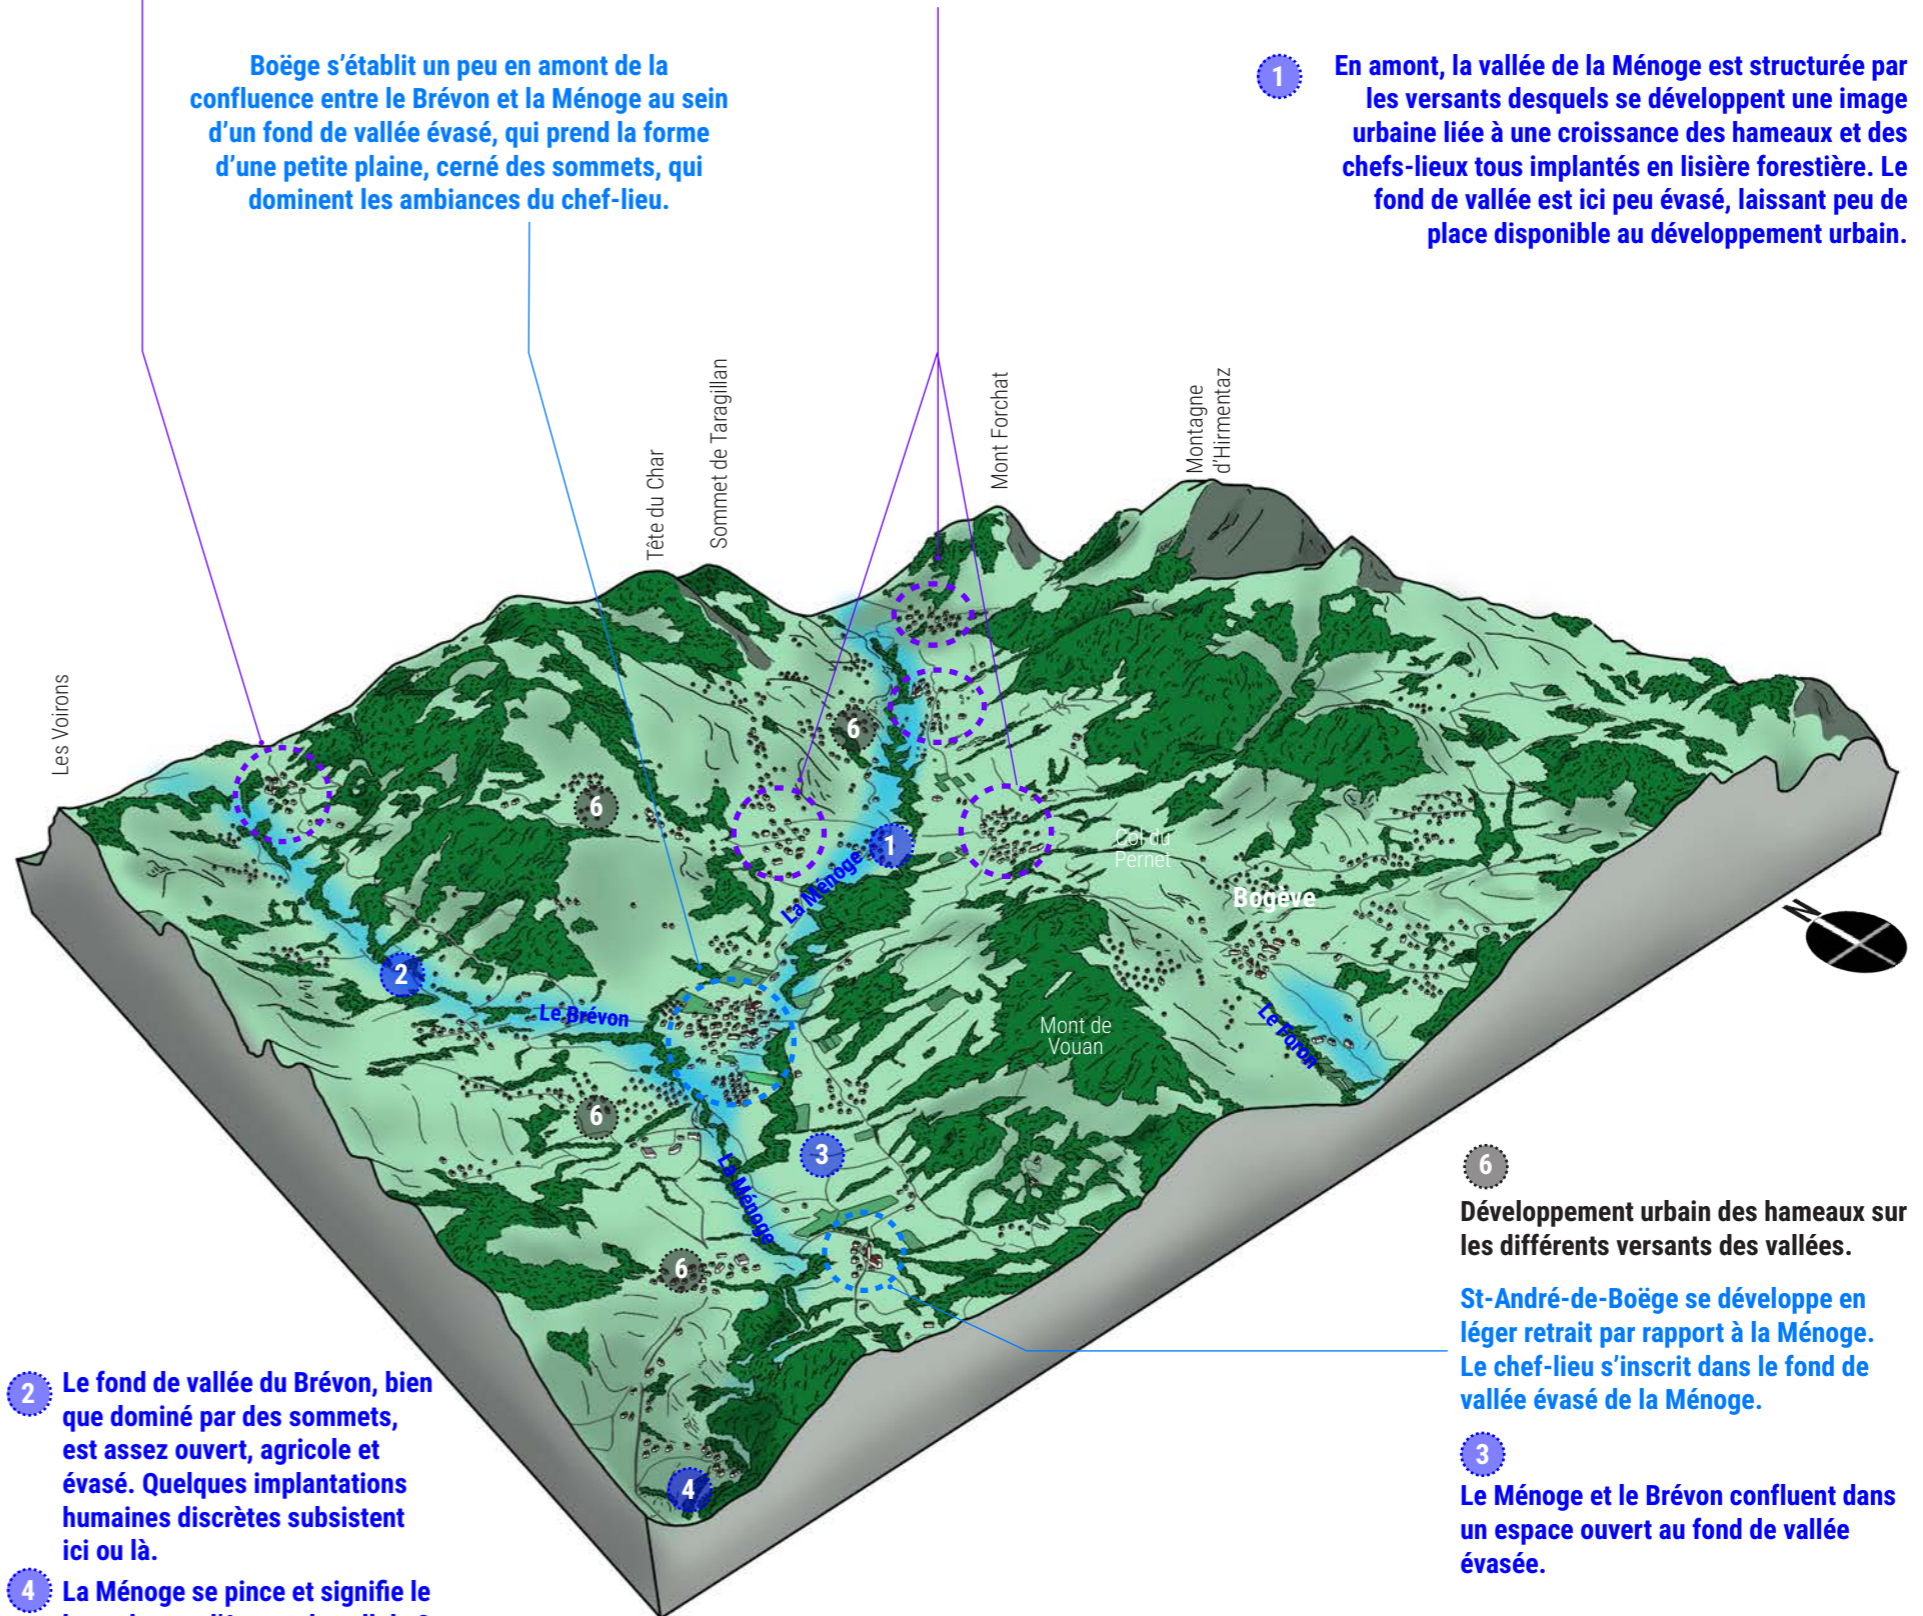 Boëge s'établit un peu en amont de la
confluence entre le Brévon et la Ménoge au sein
d'un fond de vallée évasé, qui prend la forme
d'une petite plaine, cerné des sommets, qui
dominent les ambiances du chef-lieu.
1
En amont, la vallée de la Ménoge est structurée par
les versants desquels se développent une image
urbaine liée à une croissance des hameaux et des
chefs-lieux tous implantés en lisière forestière. Le
fond de vallée est ici peu évasé, laissant peu de
place disponible au développement urbain.
Les Voirons
Tête du Char
Sommet de Taragillan
Mont Forchat
Montagne
d'Hirmentaz
6
6
1
La Ménoge
Col du
Pernet
Bogève
N
2
Le Brévon
Mont de
Vouan
Le Foron
6
3
La Ménoge
6
4
6
Développement urbain des hameaux sur
les différents versants des vallées.
St-André-de-Boëge se développe en
léger retrait par rapport à la Ménoge.
Le chef-lieu s'inscrit dans le fond de
vallée évasé de la Ménoge.
3
Le Ménoge et le Brévon confluent dans
un espace ouvert au fond de vallée
évasée.
2
Le fond de vallée du Brévon, bien
que dominé par des sommets,
est assez ouvert, agricole et
évasé. Quelques implantations
humaines discrètes subsistent
ici ou là.
4
La Ménoge se pince et signifie le